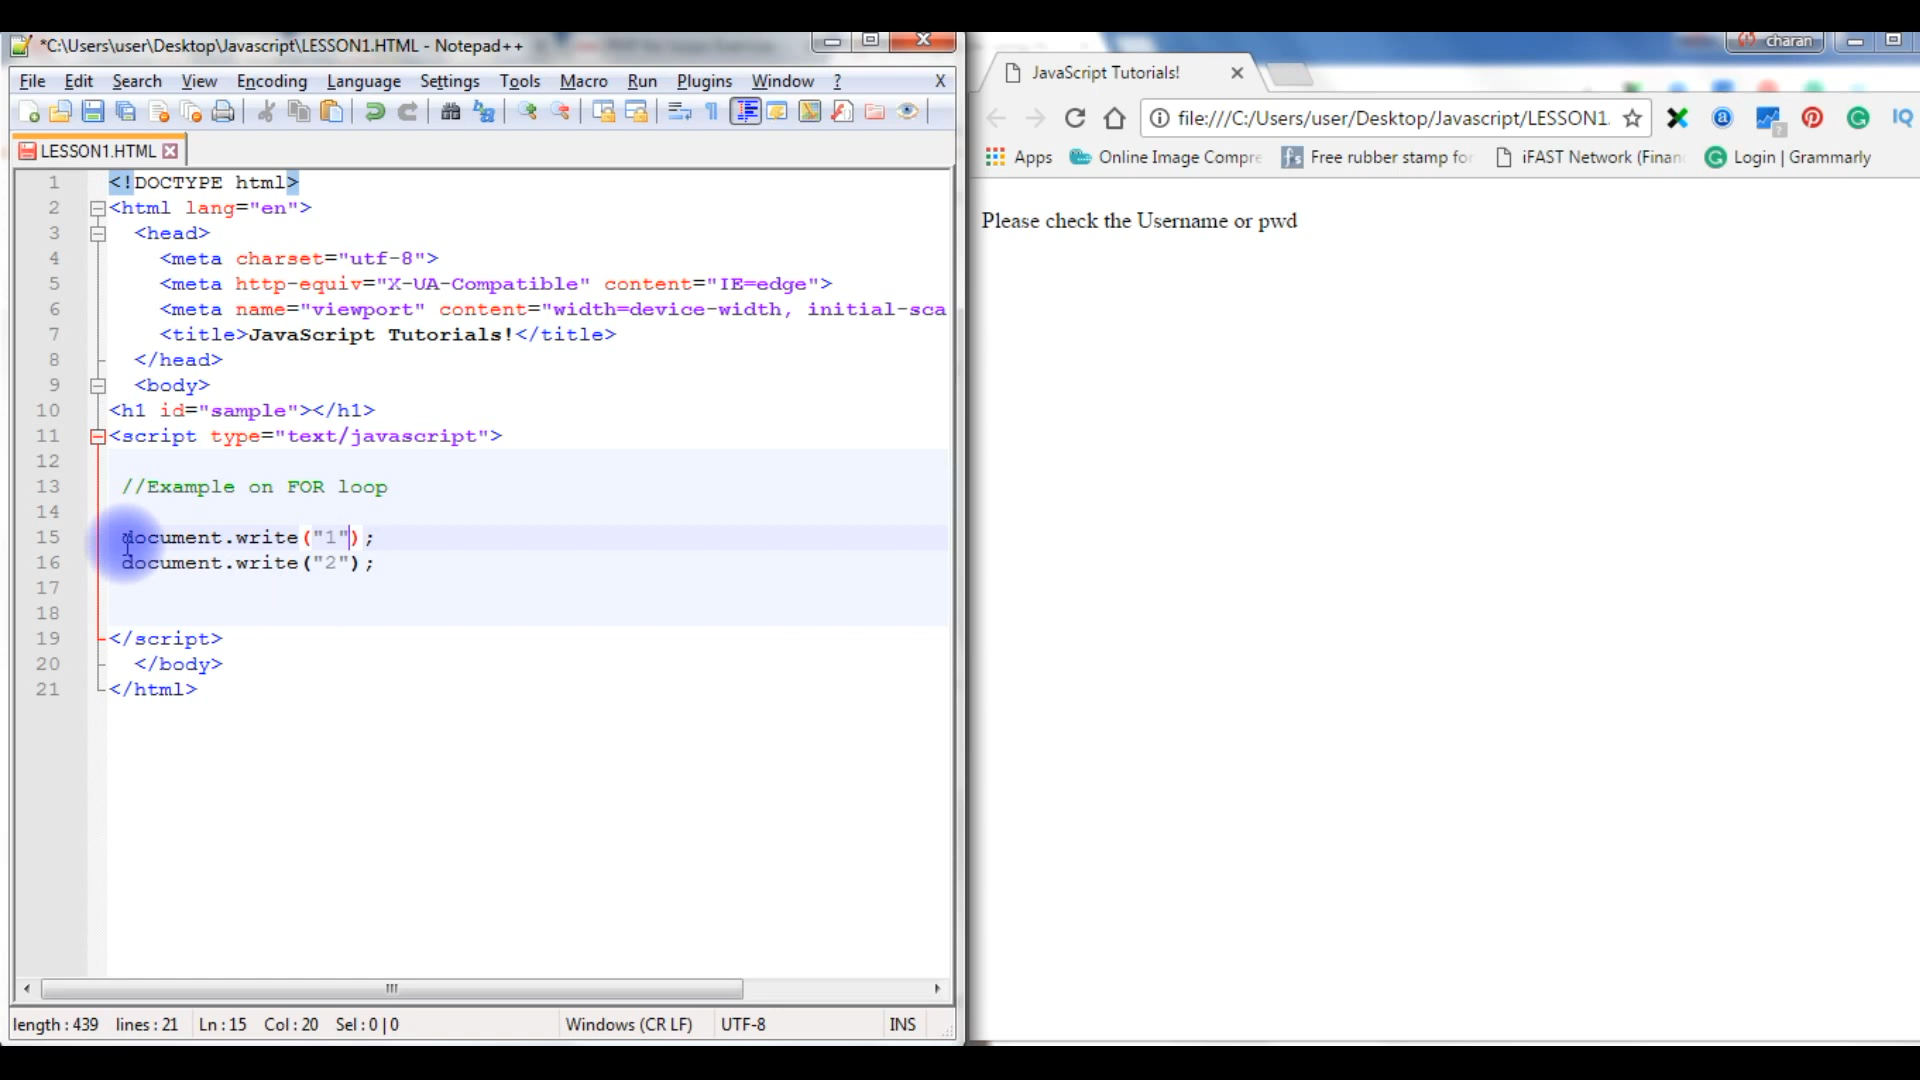 *C:\Users\user\Desktop\Javascript\LESSON1.HTML - Notepad++
File Edit Search View Encoding Language Settings Tools Macro Run Plugins Window ? X
LESSON1.HTML
1 <!DOCTYPE html>
2 <html lang="en">
3 <head>
4 <meta charset="utf-8">
5 <meta http-equiv="X-UA-Compatible" content="IE=edge">
6 <meta name="viewport" content="width=device-width, initial-sca
7 <title>JavaScript Tutorials!</title>
8 </head>
9 <body>
10 <h1 id="sample"></h1>
11 <script type="text/javascript">
12
13 //Example on FOR loop
14
15 document.write("1");
16 document.write("2");
17
18
19 </script>
20 </body>
21 </html>
length : 439 lines : 21 Ln : 15 Col : 20 Sel : 0 | 0 Windows (CR LF) UTF-8 INS
charan
JavaScript Tutorials!
file:///C:/Users/user/Desktop/Javascript/LESSON1.
Apps Online Image Compre Free rubber stamp for iFAST Network (Finan Login | Grammarly
Please check the Username or pwd